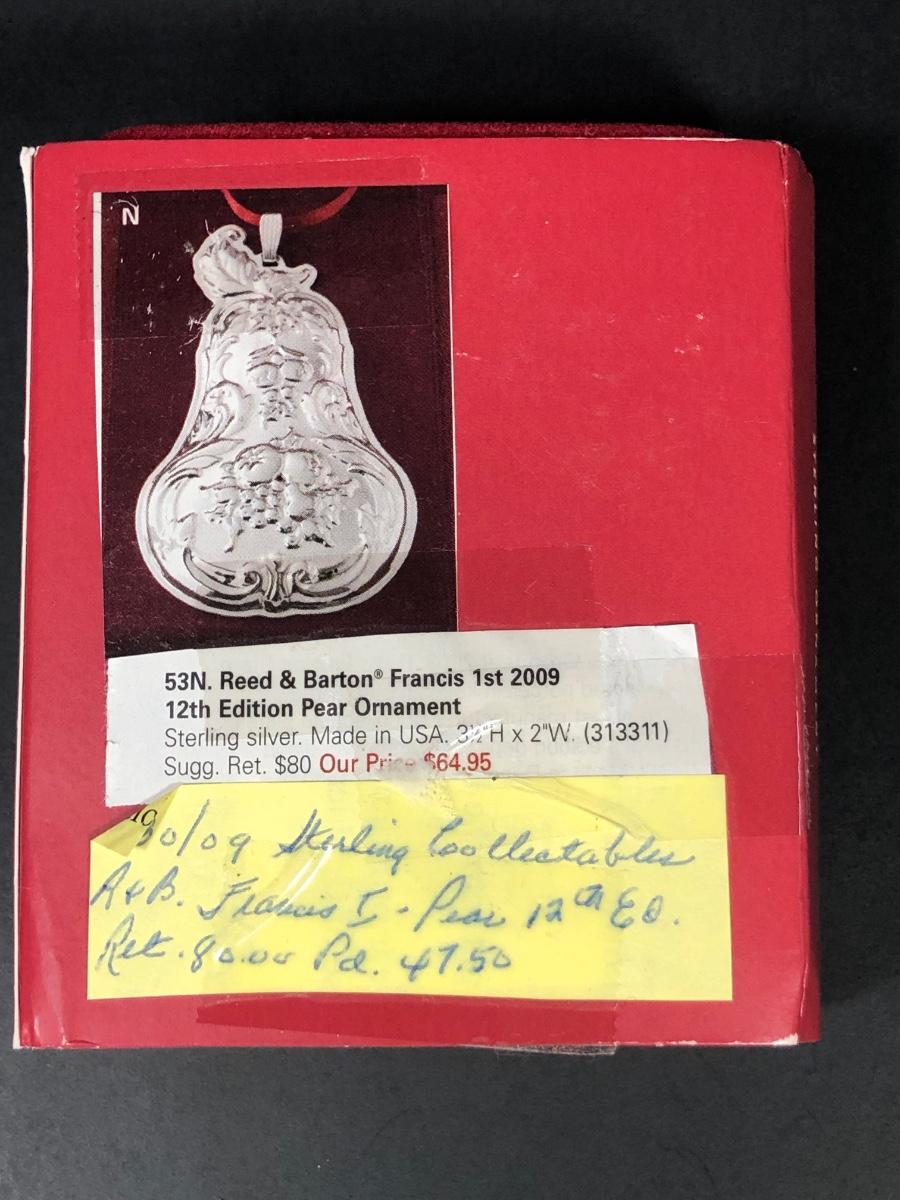 N
53N. Reed & Barton® Francis 1st 2009
12th Edition Pear Ornament
Sterling silver. Made in USA. 3½"H x 2"W. (313311)
Sugg. Ret. $80 Our Price $64.95
30/09 Sterling Coollectables
R+B. Francis I - Pear 12th ED.
Ret. 80.00 Pd. 47.50